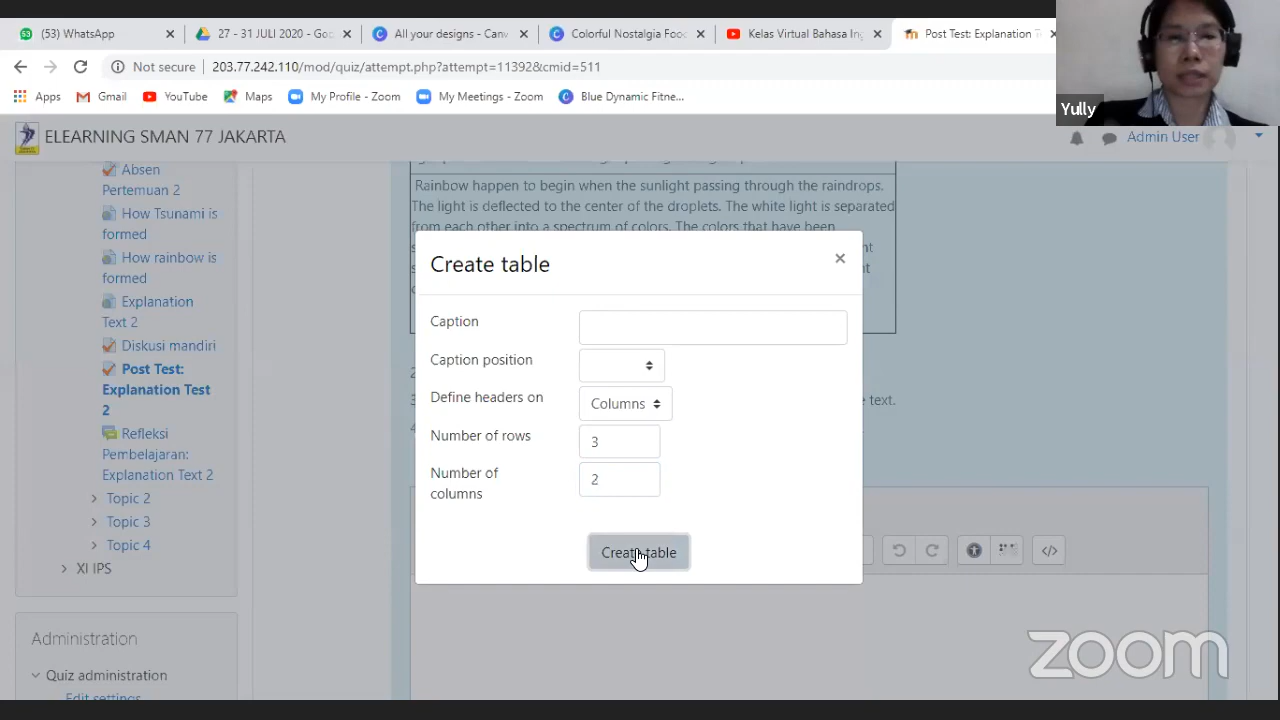 (53) WhatsApp
27 - 31 JULI 2020 - Goo
All your designs - Canv
Colorful Nostalgia Foo
Kelas Virtual Bahasa In
Post Test: Explanation T
Not secure 203.77.242.110/mod/quiz/attempt.php?attempt=11392&cmid=511
Apps Gmail YouTube Maps My Profile - Zoom My Meetings - Zoom Blue Dynamic Fitne...
Yully
ELEARNING SMAN 77 JAKARTA
Admin User
Absen
Pertemuan 2
How Tsunami is
formed
How rainbow is
formed
Explanation
Text 2
Diskusi mandiri
Post Test:
Explanation Test
2
Refleksi
Pembelajaran:
Explanation Text 2
Topic 2
Topic 3
Topic 4
XI IPS
Administration
Quiz administration
Edit settings
Rainbow happen to begin when the sunlight passing through the raindrops.
The light is deflected to the center of the droplets. The white light is separated
from each other into a spectrum of colors. The colors that have been
nt
t
2
3
e text.
4
Create table
×
Caption
Caption position
Define headers on
Columns
Number of rows
3
Number of
columns
2
Create table
</>
zoom